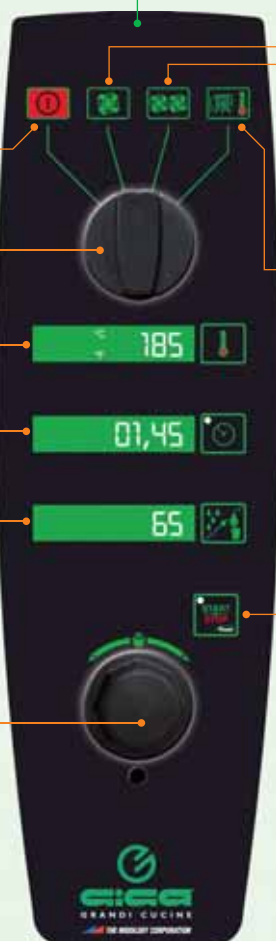 °C
°F
185
01,45
65
START
STOP
GiGA
GRANDI CUCINE
THE MIDDLEBY CORPORATION